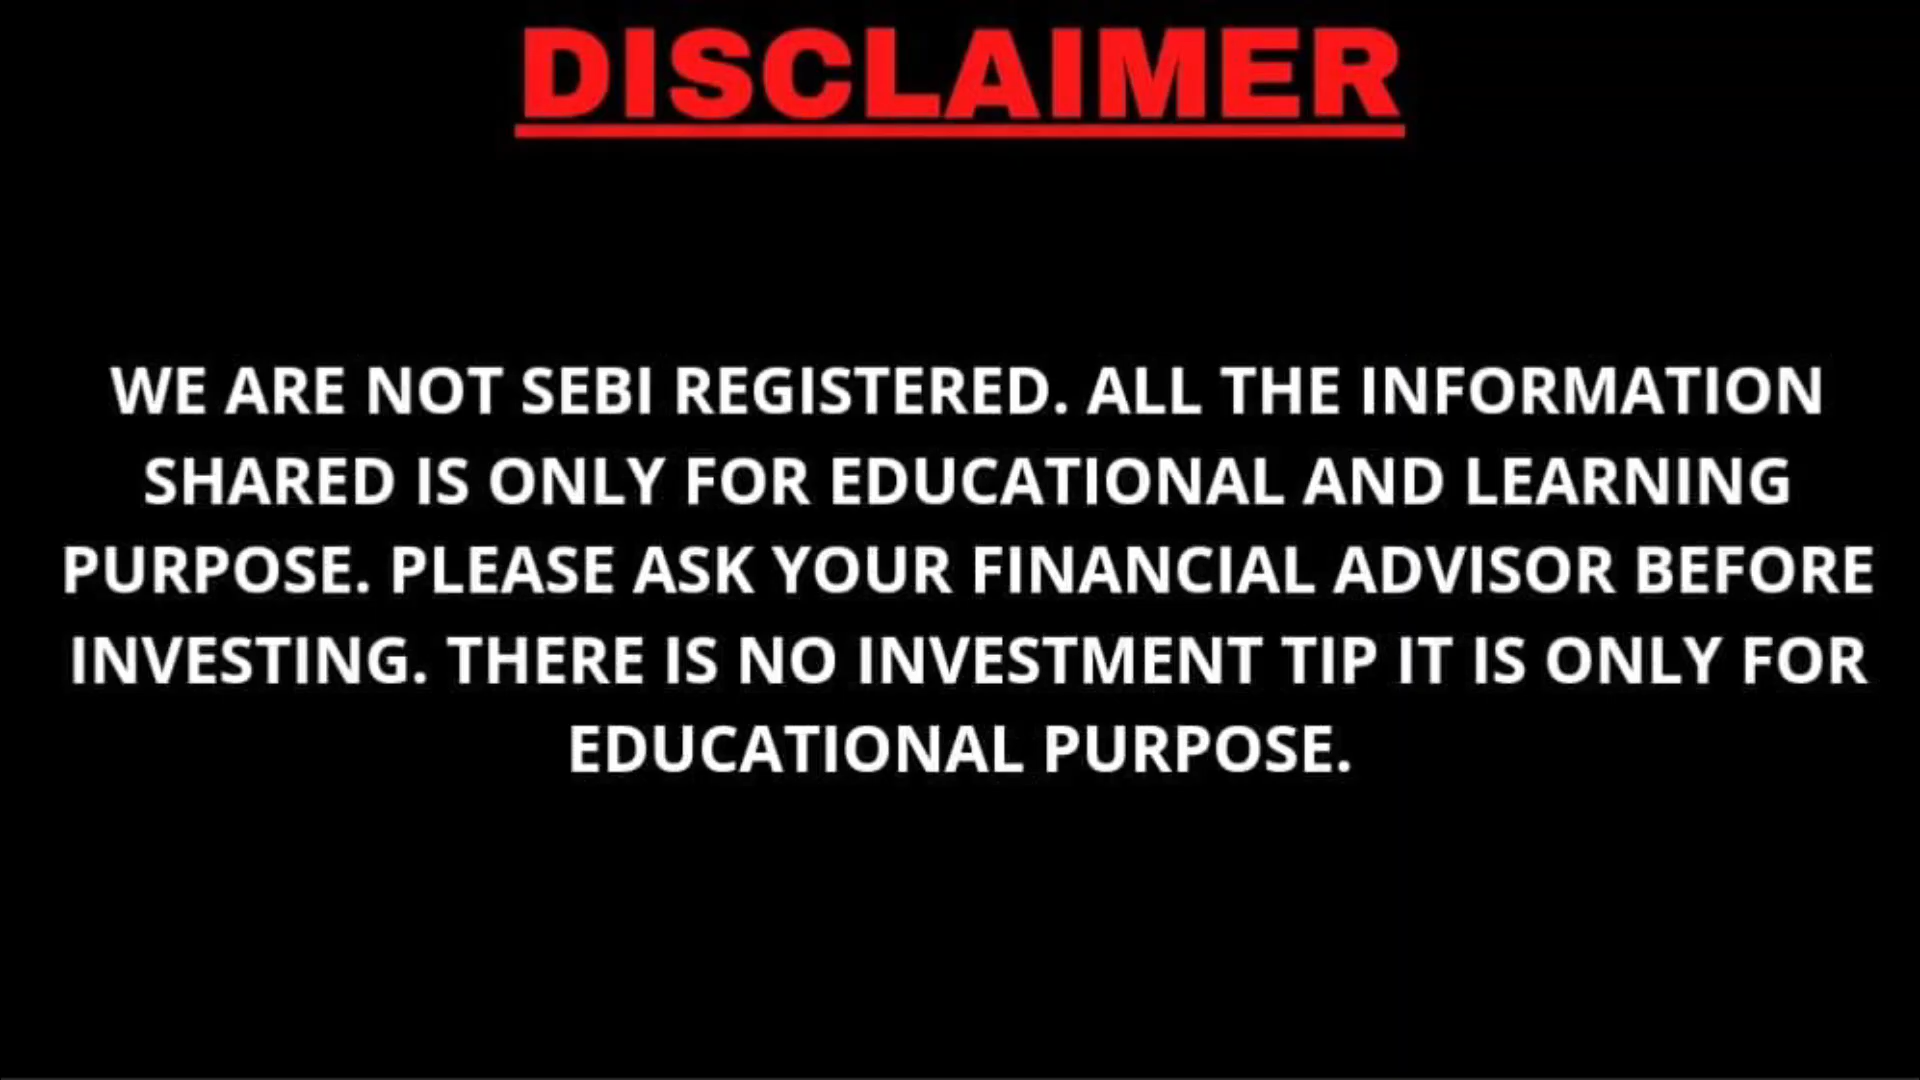 DISCLAIMER
WE ARE NOT SEBI REGISTERED. ALL THE INFORMATION
SHARED IS ONLY FOR EDUCATIONAL AND LEARNING
PURPOSE. PLEASE ASK YOUR FINANCIAL ADVISOR BEFORE
INVESTING. THERE IS NO INVESTMENT TIP IT IS ONLY FOR
EDUCATIONAL PURPOSE.